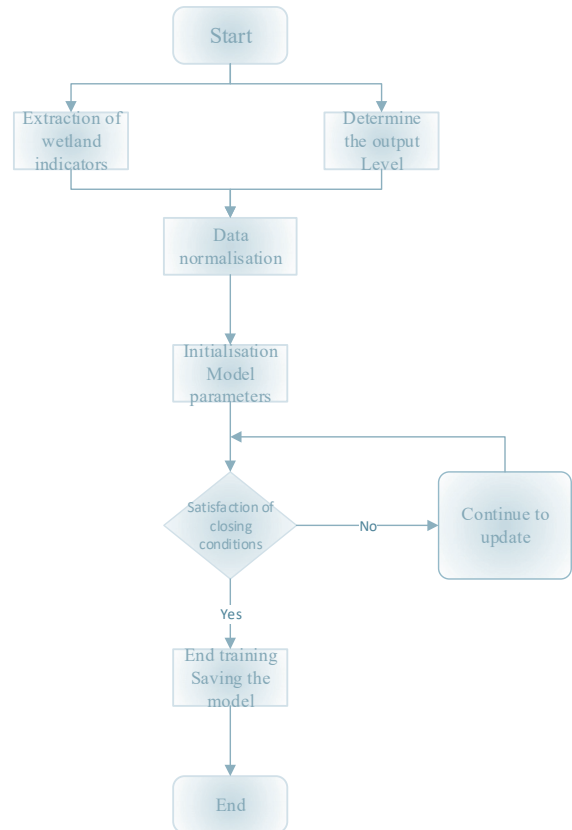 Start
Extraction of
wetland
indicators
Determine
the output
Level
Data
normalisation
Initialisation
Model
parameters
Satisfaction of
closing
conditions
No
Continue to
update
Yes
End training
Saving the
model
End